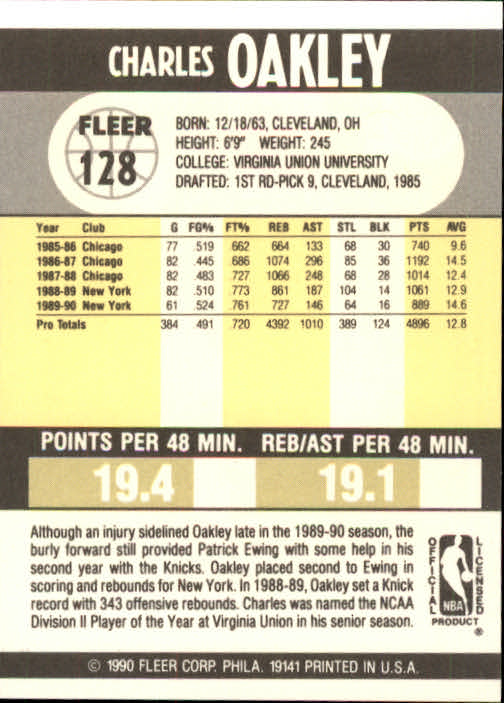 CHARLES OAKLEY
FLEER
128
BORN: 12/18/63, CLEVELAND, OH
HEIGHT: 6'9" WEIGHT: 245
COLLEGE: VIRGINIA UNION UNIVERSITY
DRAFTED: 1ST RD-PICK 9, CLEVELAND, 1985
Year Club G FG% FT% REB AST STL BLK PTS AVG
1985-86 Chicago 77 .519 .662 664 133 68 30 740 9.6
1986-87 Chicago 82 .445 .686 1074 296 85 36 1192 14.5
1987-88 Chicago 82 .483 .727 1066 248 68 28 1014 12.4
1988-89 New York 82 .510 .773 861 187 104 14 1061 12.9
1989-90 New York 61 .524 .761 727 146 64 16 889 14.6
Pro Totals 384 .491 .720 4392 1010 389 124 4896 12.8
POINTS PER 48 MIN. REB/AST PER 48 MIN.
19.4 19.1
Although an injury sidelined Oakley late in the 1989-90 season, the
burly forward still provided Patrick Ewing with some help in his
second year with the Knicks. Oakley placed second to Ewing in
scoring and rebounds for New York. In 1988-89, Oakley set a Knick
record with 343 offensive rebounds. Charles was named the NCAA
Division II Player of the Year at Virginia Union in his senior season.
OFFICIAL
LICENSED
NBA
PRODUCT
®
© 1990 FLEER CORP. PHILA. 19141 PRINTED IN U.S.A.